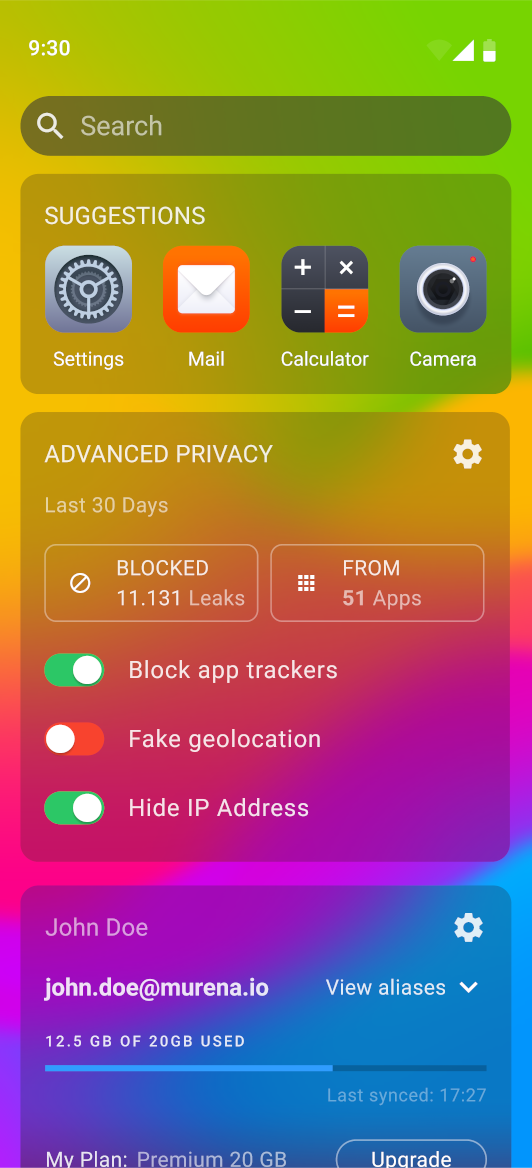 9:30
Search
SUGGESTIONS
Settings Mail Calculator Camera
ADVANCED PRIVACY
Last 30 Days
BLOCKED FROM
11.131 Leaks 51 Apps
Block app trackers
Fake geolocation
Hide IP Address
John Doe
john.doe@murena.io View aliases
12.5 GB OF 20GB USED
Last synced: 17:27
My Plan: Premium 20 GB Upgrade